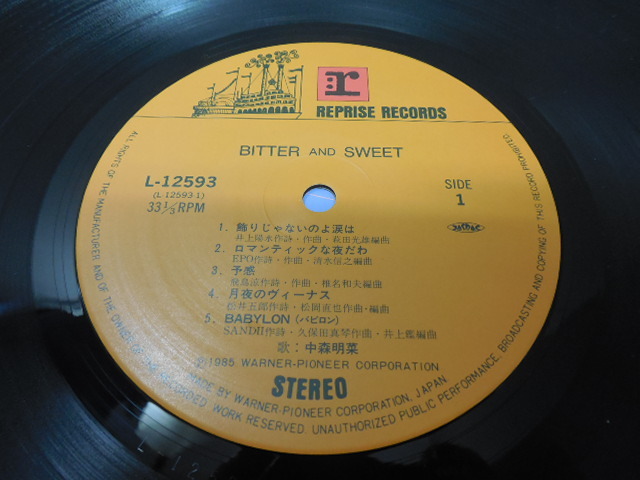 r
REPRISE RECORDS
BITTER AND SWEET
L-12593
(L-12593 1)
33⅓RPM
SIDE
1
1. 飾りじゃないのよ涙は
井上陽水作詩・作曲・萩田光雄編曲
2. ロマンティックな夜だわ
EPO作詩・作曲・清水信之編曲
3. 予感
飛鳥涼作詩・作曲・椎名和夫編曲
4. 月夜のヴィーナス
松井五郎作詩・松岡直也作曲・編曲
5. BABYLON (バビロン)
SANDII作詩・久保田真琴作曲・井上鑑編曲
歌：中森明菜
Ⓟ1985 WARNER-PIONEER CORPORATION
STEREO
ALL RIGHTS OF THE MANUFACTURER AND OF THE OWNER OF THE RECORDED WORK RESERVED. UNAUTHORIZED PUBLIC PERFORMANCE, BROADCASTING AND COPYING OF THIS RECORD PROHIBITED.
MADE BY WARNER-PIONEER CORPORATION, JAPAN.